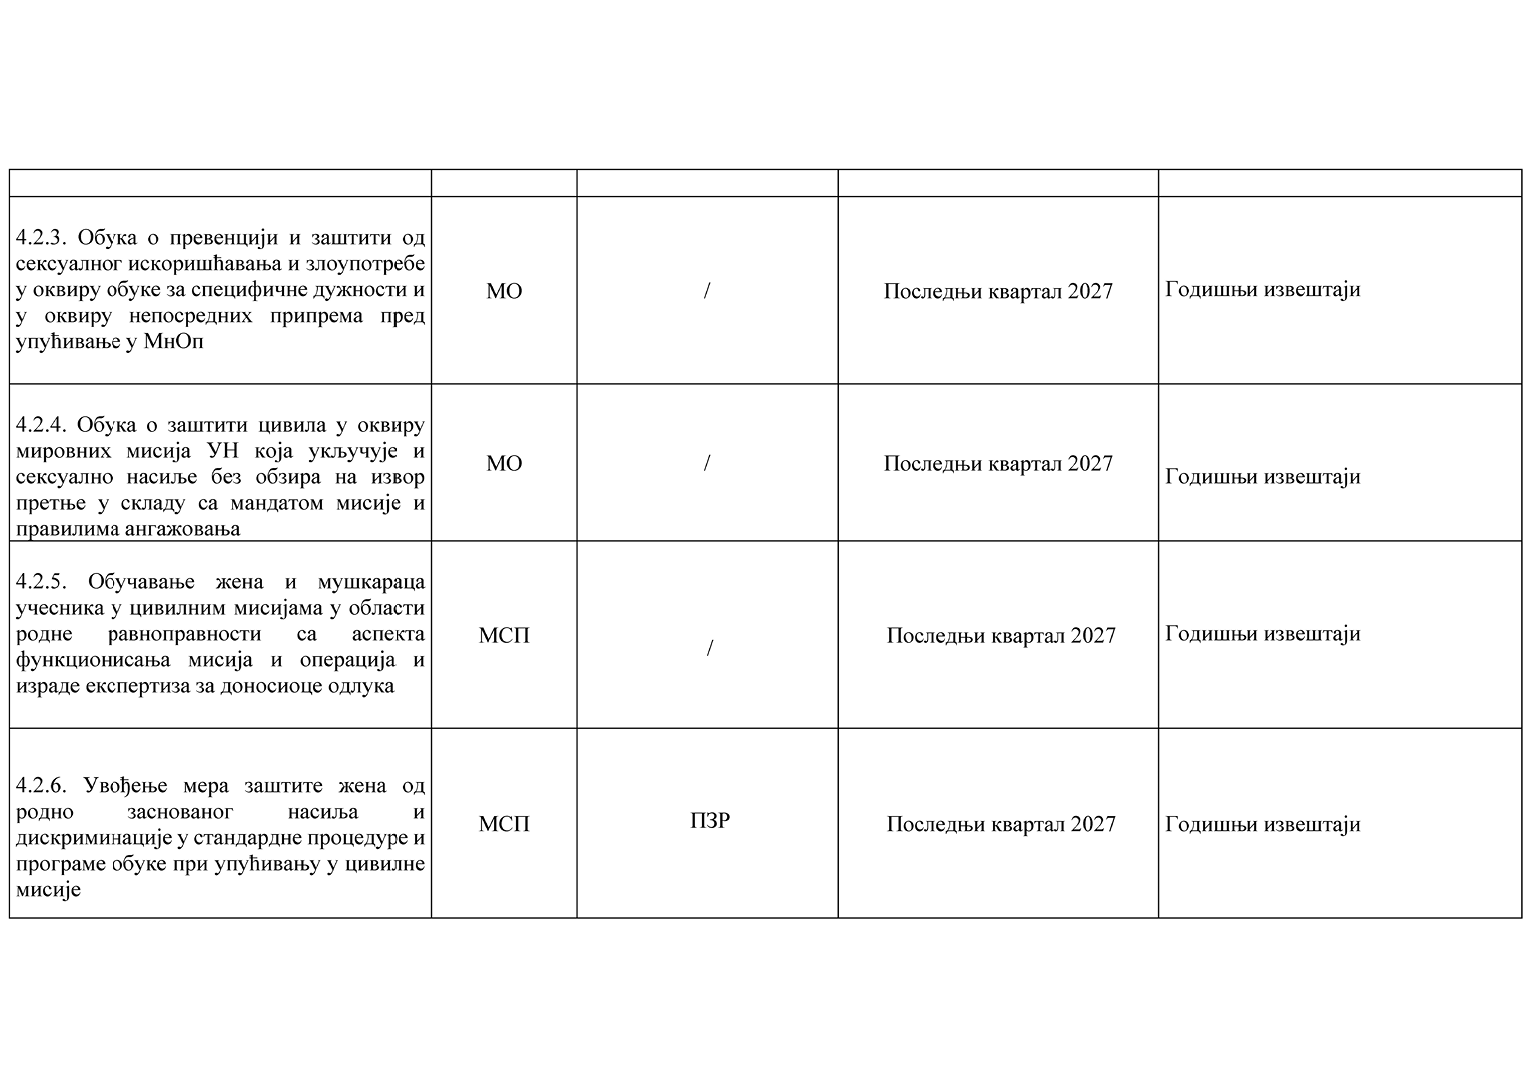 4.2.3. Обука о превенцији и заштити од
сексуалног искоришћавања и злоупотребе
у оквиру обуке за специфичне дужности и
у оквиру непосредних припрема пред
упућивање у МнОп
МО
/
Последњи квартал 2027
Годишњи извештаји
4.2.4. Обука о заштити цивила у оквиру
мировних мисија УН која укључује и
сексуално насиље без обзира на извор
претње у складу са мандатом мисије и
правилима ангажовања
МО
/
Последњи квартал 2027
Годишњи извештаји
4.2.5. Обучавање жена и мушкараца
учесника у цивилним мисијама у области
родне равноправности са аспекта
функционисања мисија и операција и
израде експертиза за доносиоце одлука
МСП
/
Последњи квартал 2027
Годишњи извештаји
4.2.6. Увођење мера заштите жена од
родно заснованог насиља и
дискриминације у стандардне процедуре и
програме обуке при упућивању у цивилне
мисије
МСП
ПЗР
Последњи квартал 2027
Годишњи извештаји